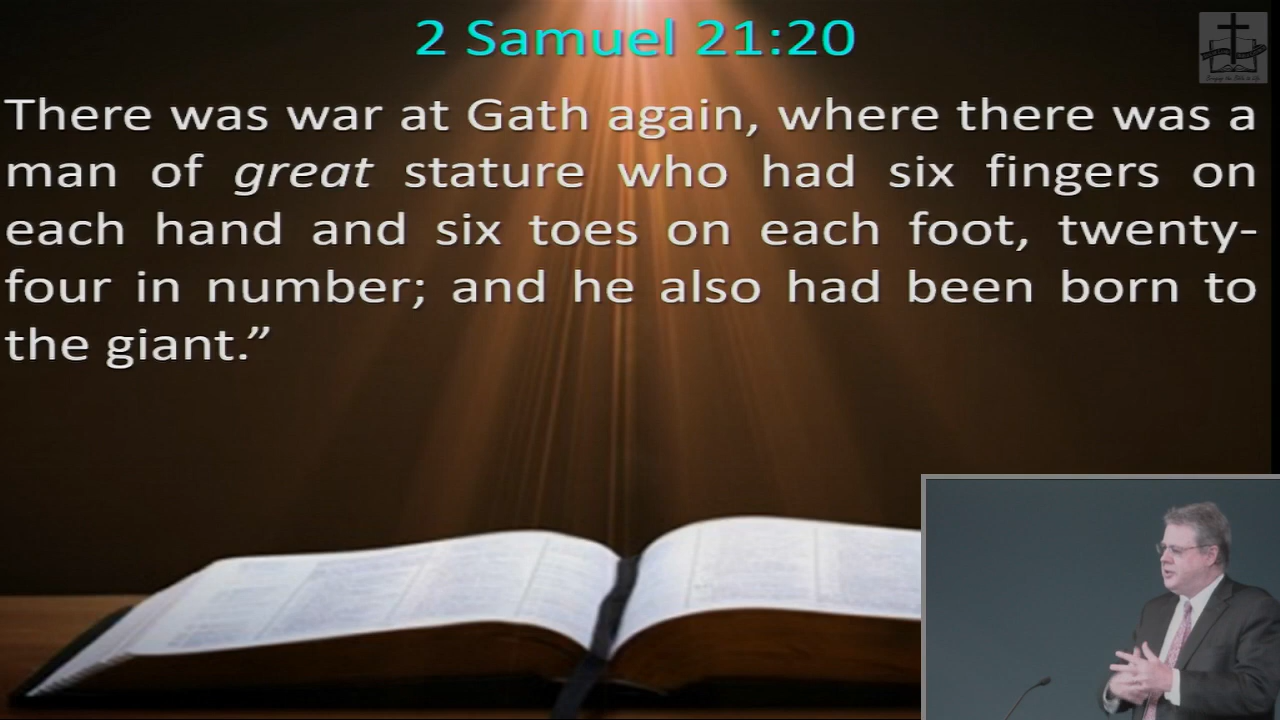 2 Samuel 21:20
There was war at Gath again, where there was a
man of great stature who had six fingers on
each hand and six toes on each foot, twenty-
four in number; and he also had been born to
the giant.”